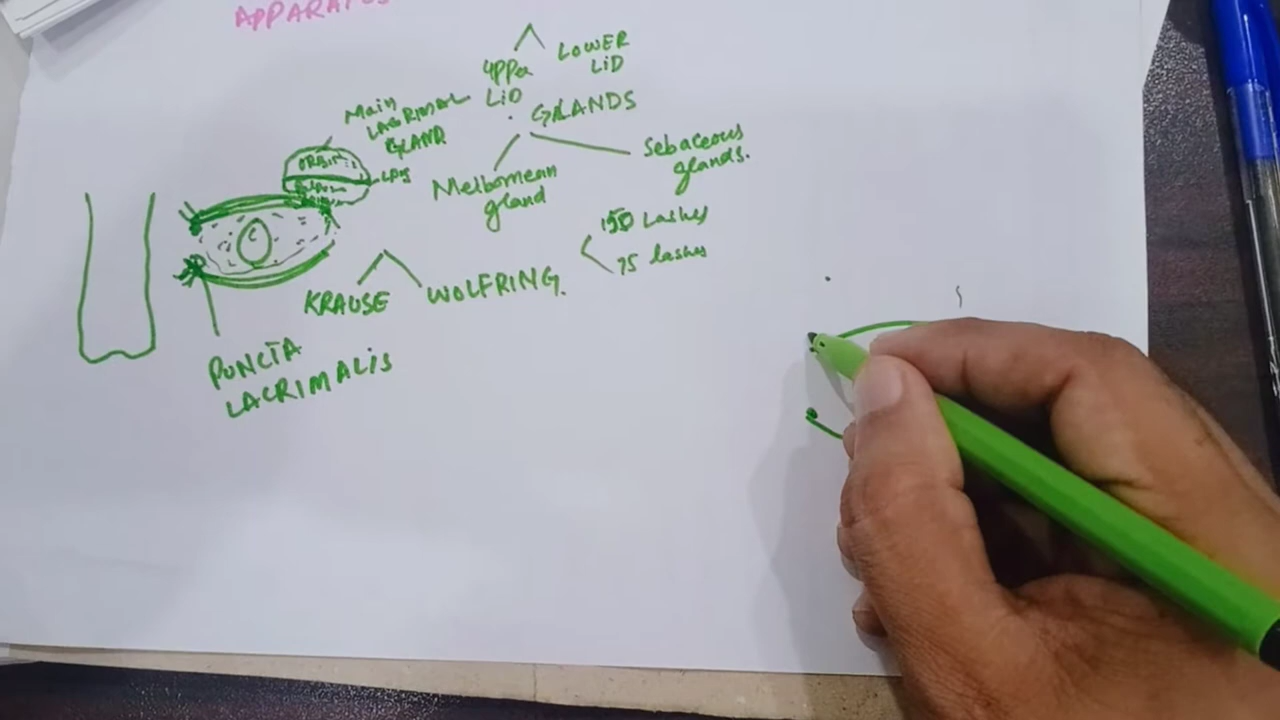 APPARATUS
LOWER
LiD
UPPer
LiD
GLANDS
Main
LACRIMAL
GLAND
ORBITAL
LPS
Meibomean
gland
Sebaceous
glands.
150 Lashes
75 lashes
KRAUSE
WOLFRING.
PUNCTA
LACRIMALIS